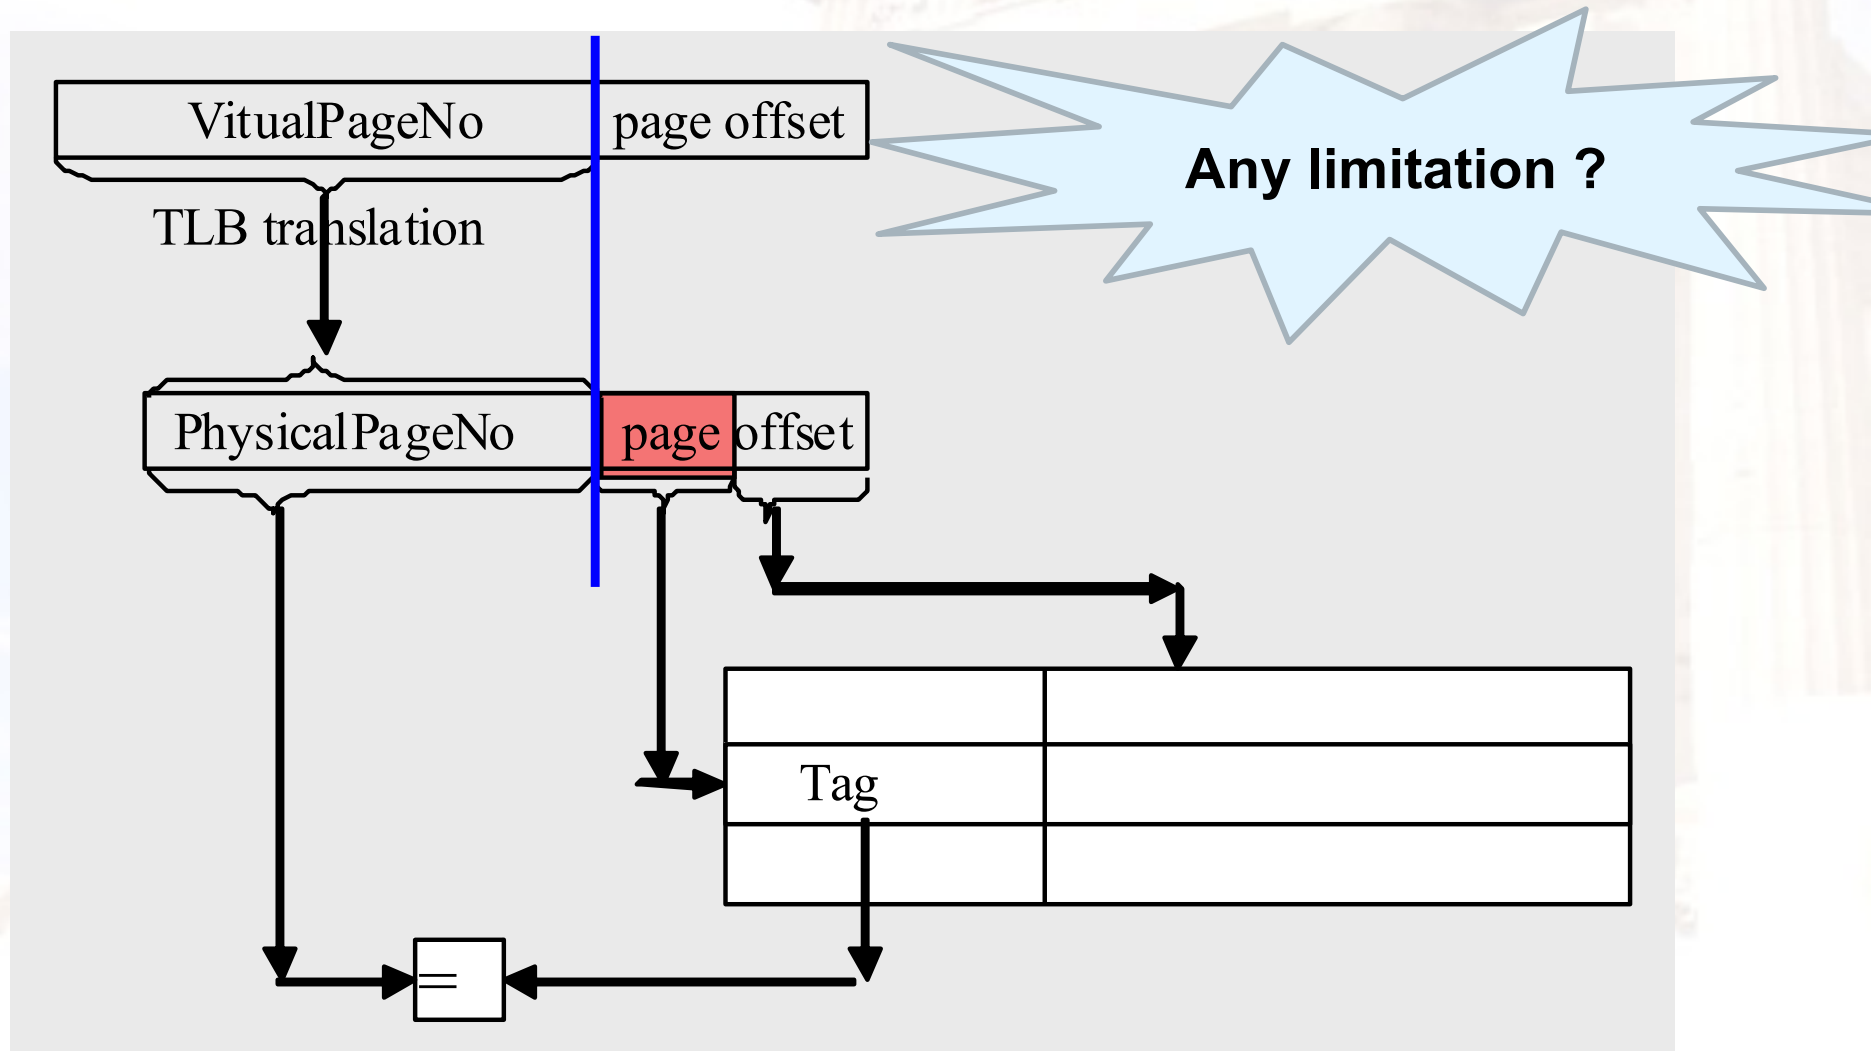 VitualPageNo page offset
Any limitation ?
TLB translation
PhysicalPageNo page offset
Tag
=